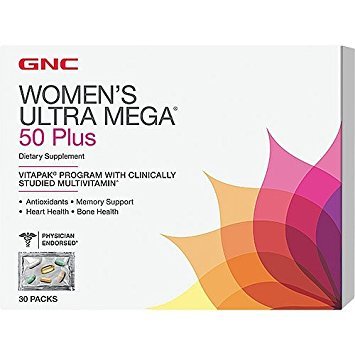 GNC
WOMEN'S
ULTRA MEGA®
50 Plus
Dietary Supplement
VITAPAK® PROGRAM WITH CLINICALLY
STUDIED MULTIVITAMIN*
• Antioxidants • Memory Support
• Heart Health • Bone Health
PHYSICIAN
ENDORSED*
30 PACKS